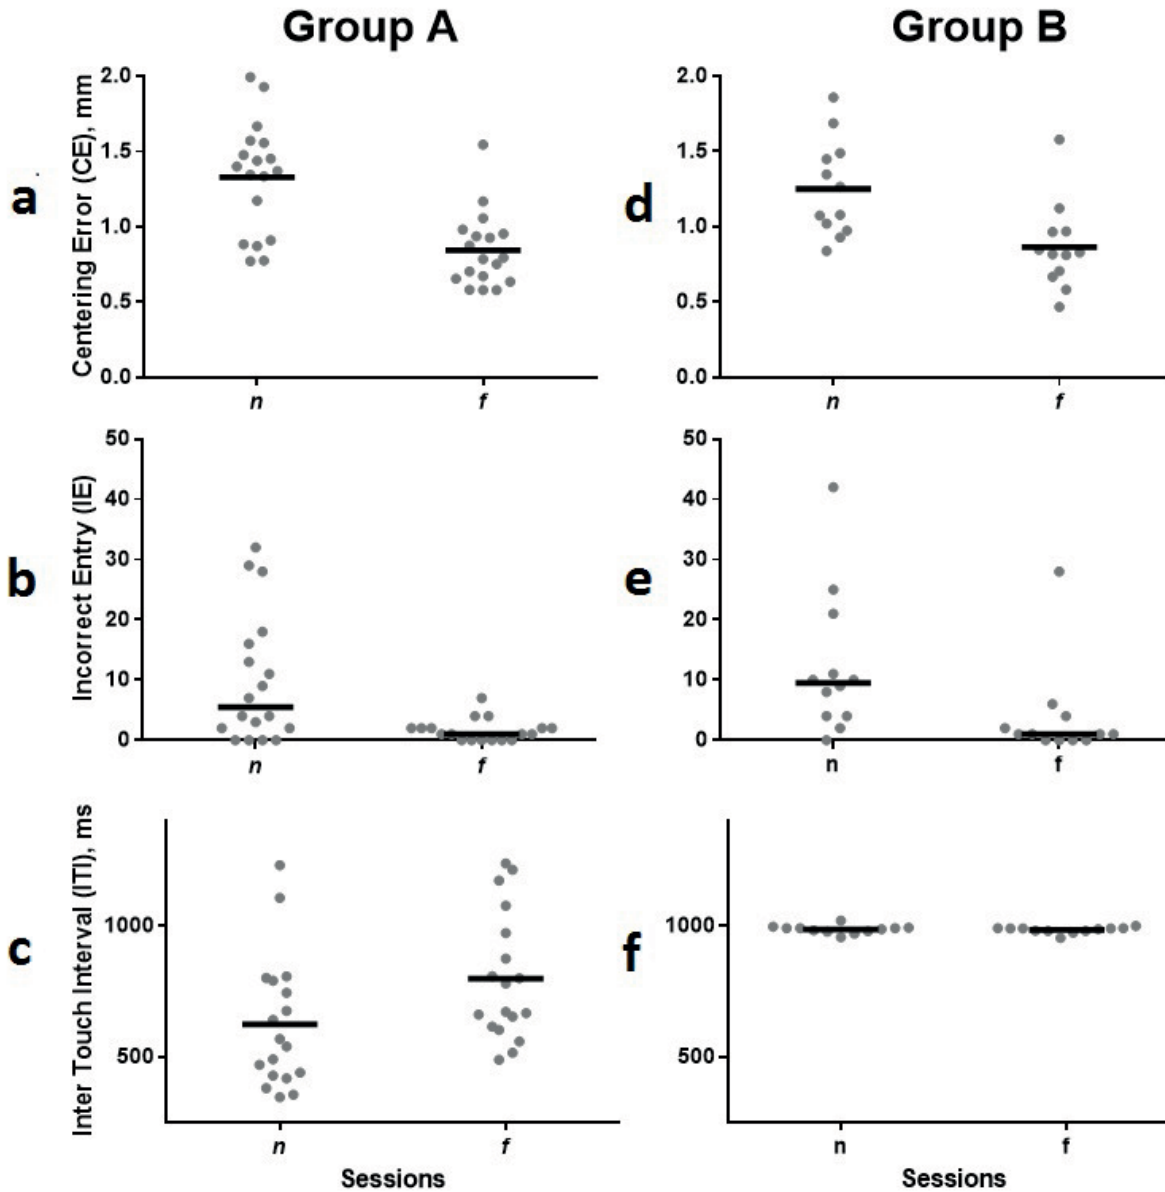 Group A
Group B
a
Centering Error (CE), mm
2.0
1.5
1.0
0.5
0.0
n
f
d
2.0
1.5
1.0
0.5
0.0
n
f
b
Incorrect Entry (IE)
50
40
30
20
10
0
n
f
e
50
40
30
20
10
0
n
f
c
Inter Touch Interval (ITI), ms
1000
500
n
f
Sessions
f
1000
500
n
f
Sessions